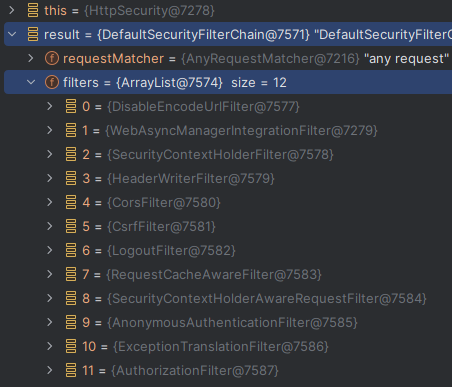 this = {HttpSecurity@7278}
result = {DefaultSecurityFilterChain@7571} "DefaultSecurityFilterC
f requestMatcher = {AnyRequestMatcher@7216} "any request"
f filters = {ArrayList@7574} size = 12
0 = {DisableEncodeUrlFilter@7577}
1 = {WebAsyncManagerIntegrationFilter@7279}
2 = {SecurityContextHolderFilter@7578}
3 = {HeaderWriterFilter@7579}
4 = {CorsFilter@7580}
5 = {CsrfFilter@7581}
6 = {LogoutFilter@7582}
7 = {RequestCacheAwareFilter@7583}
8 = {SecurityContextHolderAwareRequestFilter@7584}
9 = {AnonymousAuthenticationFilter@7585}
10 = {ExceptionTranslationFilter@7586}
11 = {AuthorizationFilter@7587}